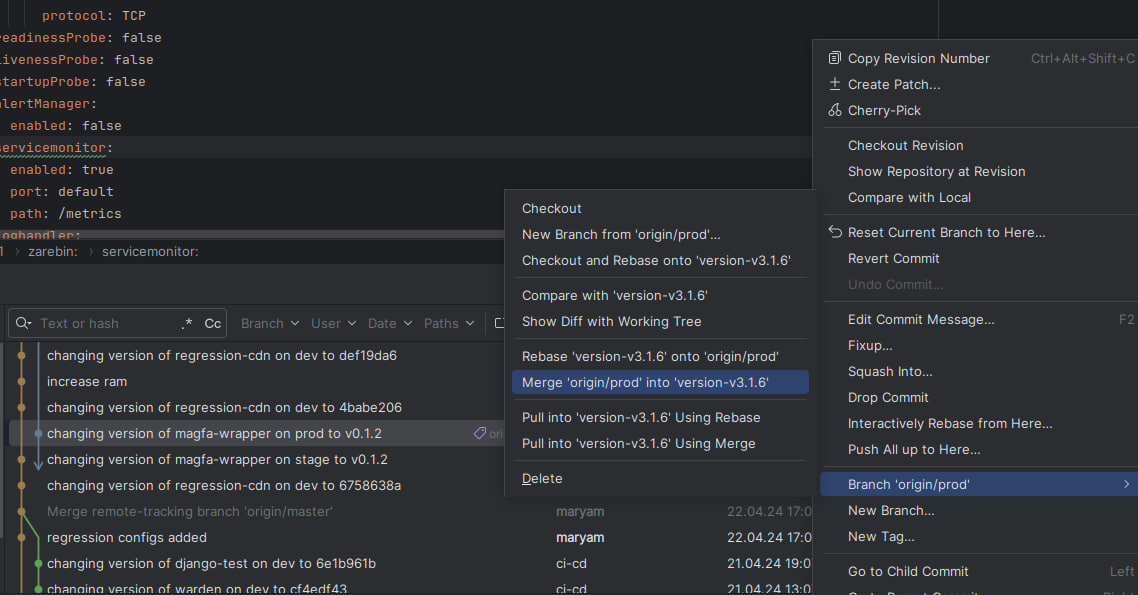 protocol: TCP
readinessProbe: false
livenessProbe: false
startupProbe: false
alertManager:
enabled: false
servicemonitor:
enabled: true
port: default
path: /metrics
loghandler:
1 › zarebin: › servicemonitor:
Text or hash .* Cc Branch User Date Paths
changing version of regression-cdn on dev to def19da6
increase ram
changing version of regression-cdn on dev to 4babe206
changing version of magfa-wrapper on prod to v0.1.2 ori
changing version of magfa-wrapper on stage to v0.1.2
changing version of regression-cdn on dev to 6758638a
Merge remote-tracking branch 'origin/master' maryam 22.04.24 17:0
regression configs added maryam 22.04.24 17:0
changing version of django-test on dev to 6e1b961b ci-cd 21.04.24 19:0
changing version of warden on dev to cf4edf43 ci-cd 21.04.24 13:0
Checkout
New Branch from 'origin/prod'...
Checkout and Rebase onto 'version-v3.1.6'
Compare with 'version-v3.1.6'
Show Diff with Working Tree
Rebase 'version-v3.1.6' onto 'origin/prod'
Merge 'origin/prod' into 'version-v3.1.6'
Pull into 'version-v3.1.6' Using Rebase
Pull into 'version-v3.1.6' Using Merge
Delete
Copy Revision Number Ctrl+Alt+Shift+C
Create Patch...
Cherry-Pick
Checkout Revision
Show Repository at Revision
Compare with Local
Reset Current Branch to Here...
Revert Commit
Undo Commit...
Edit Commit Message... F2
Fixup...
Squash Into...
Drop Commit
Interactively Rebase from Here...
Push All up to Here...
Branch 'origin/prod'
New Branch...
New Tag...
Go to Child Commit Left